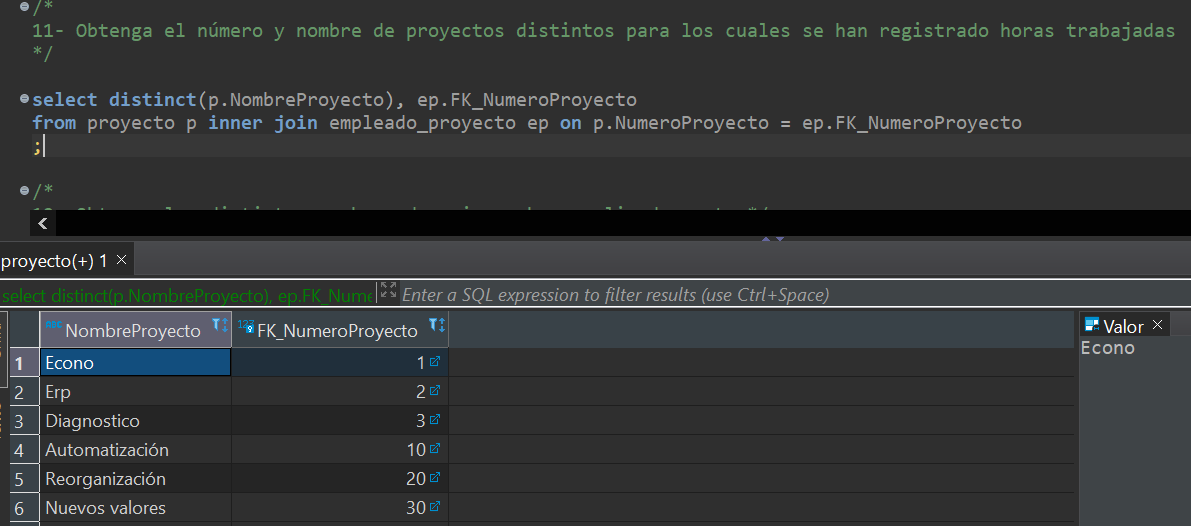 /*
11- Obtenga el número y nombre de proyectos distintos para los cuales se han registrado horas trabajadas
*/
select distinct(p.NombreProyecto), ep.FK_NumeroProyecto
from proyecto p inner join empleado_proyecto ep on p.NumeroProyecto = ep.FK_NumeroProyecto
;
/*
proyecto(+) 1
select distinct(p.NombreProyecto), ep.FK_Nume
Enter a SQL expression to filter results (use Ctrl+Space)
NombreProyecto FK_NumeroProyecto
1 Econo 1
2 Erp 2
3 Diagnostico 3
4 Automatización 10
5 Reorganización 20
6 Nuevos valores 30
Valor
Econo